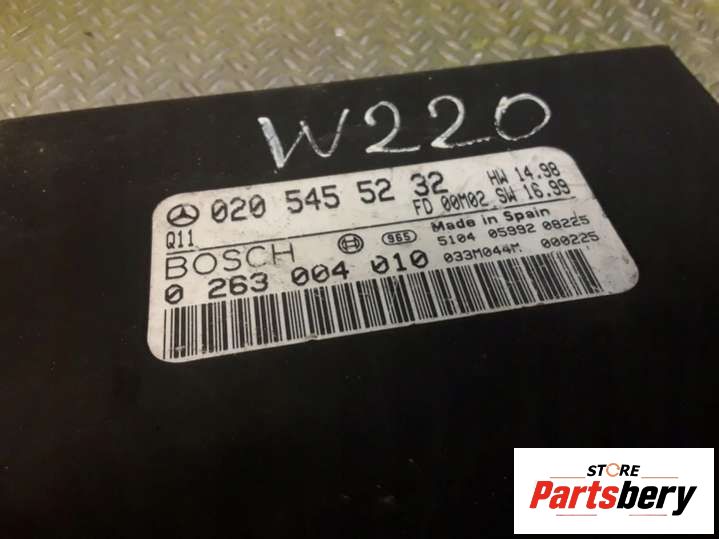 W220
020 545 52 32 HW 14.98
Q11 FD 00M02 SW 16.99
BOSCH 965 Made in Spain
0 263 004 010 5104 05992 08225
033M044M 000225
STORE
Partsbery